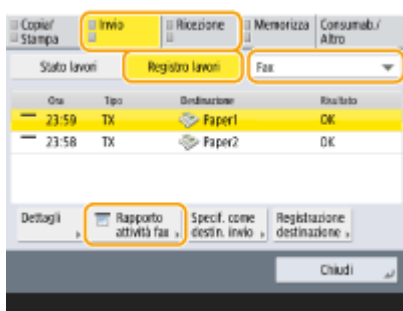 Copia/ Invio Ricezione Memorizza Consumab./
Stampa Altro
Stato lavori Registro lavori Fax
Ora Tipo Destinazione Risultato
23:59 TX Paper1 OK
23:58 TX Paper2 OK
Dettagli Rapporto Specif. come Registrazione
attività fax destin. invio destinazione
Chiudi